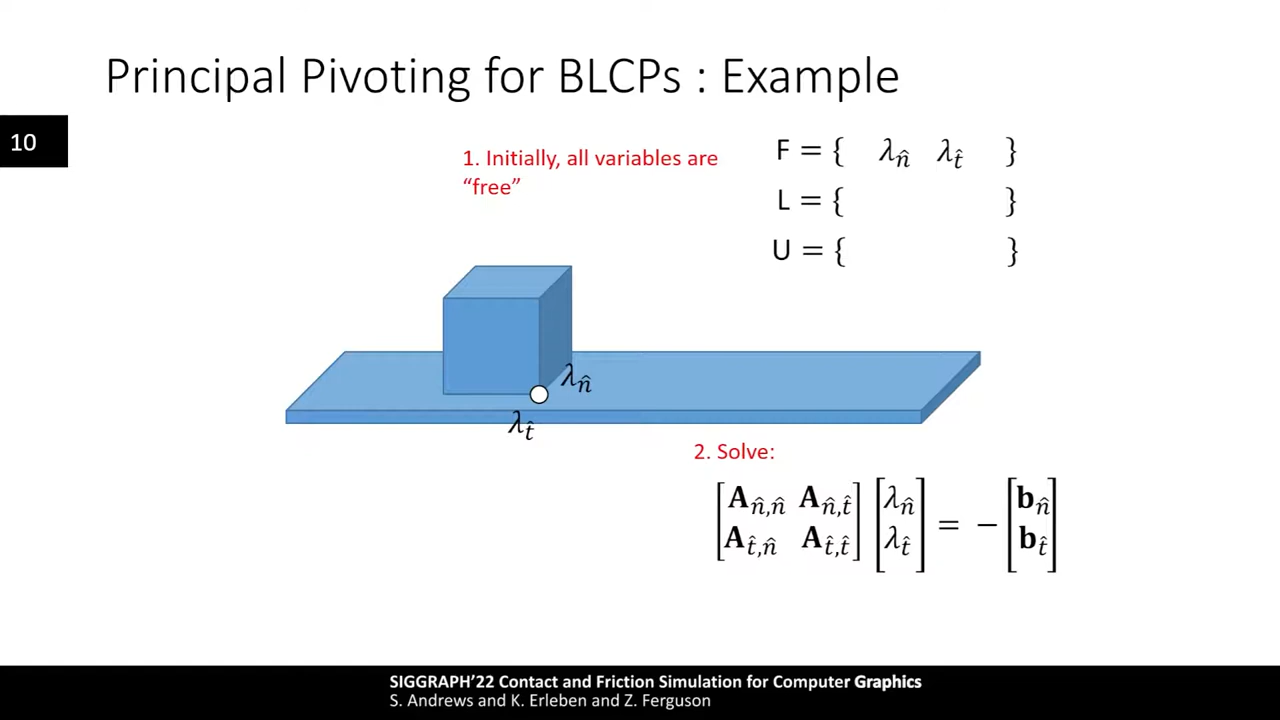 Principal Pivoting for BLCPs : Example
10
1. Initially, all variables are
“free”
F = { λn̂ λt̂ }
L = { }
U = { }
λn̂
λt̂
2. Solve:
[An̂,n̂ An̂,t̂] [λn̂] = − [bn̂]
[At̂,n̂ At̂,t̂] [λt̂] [bt̂]
SIGGRAPH’22 Contact and Friction Simulation for Computer Graphics
S. Andrews and K. Erleben and Z. Ferguson